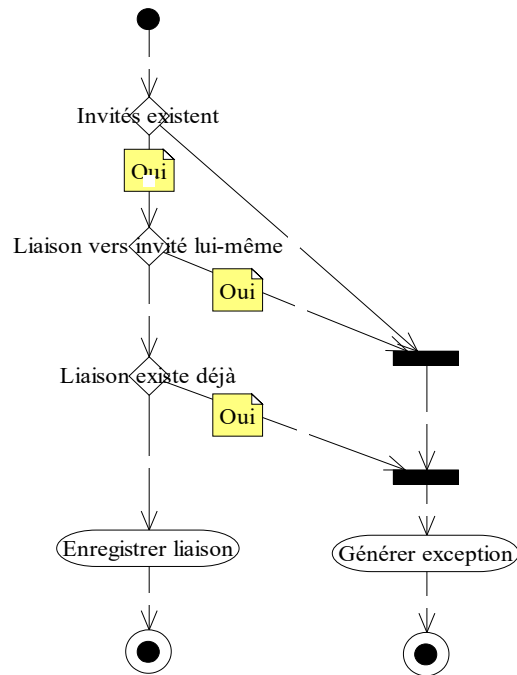 Invités existent
Oui
Liaison vers invité lui-même
Oui
Liaison existe déjà
Oui
Enregistrer liaison
Générer exception